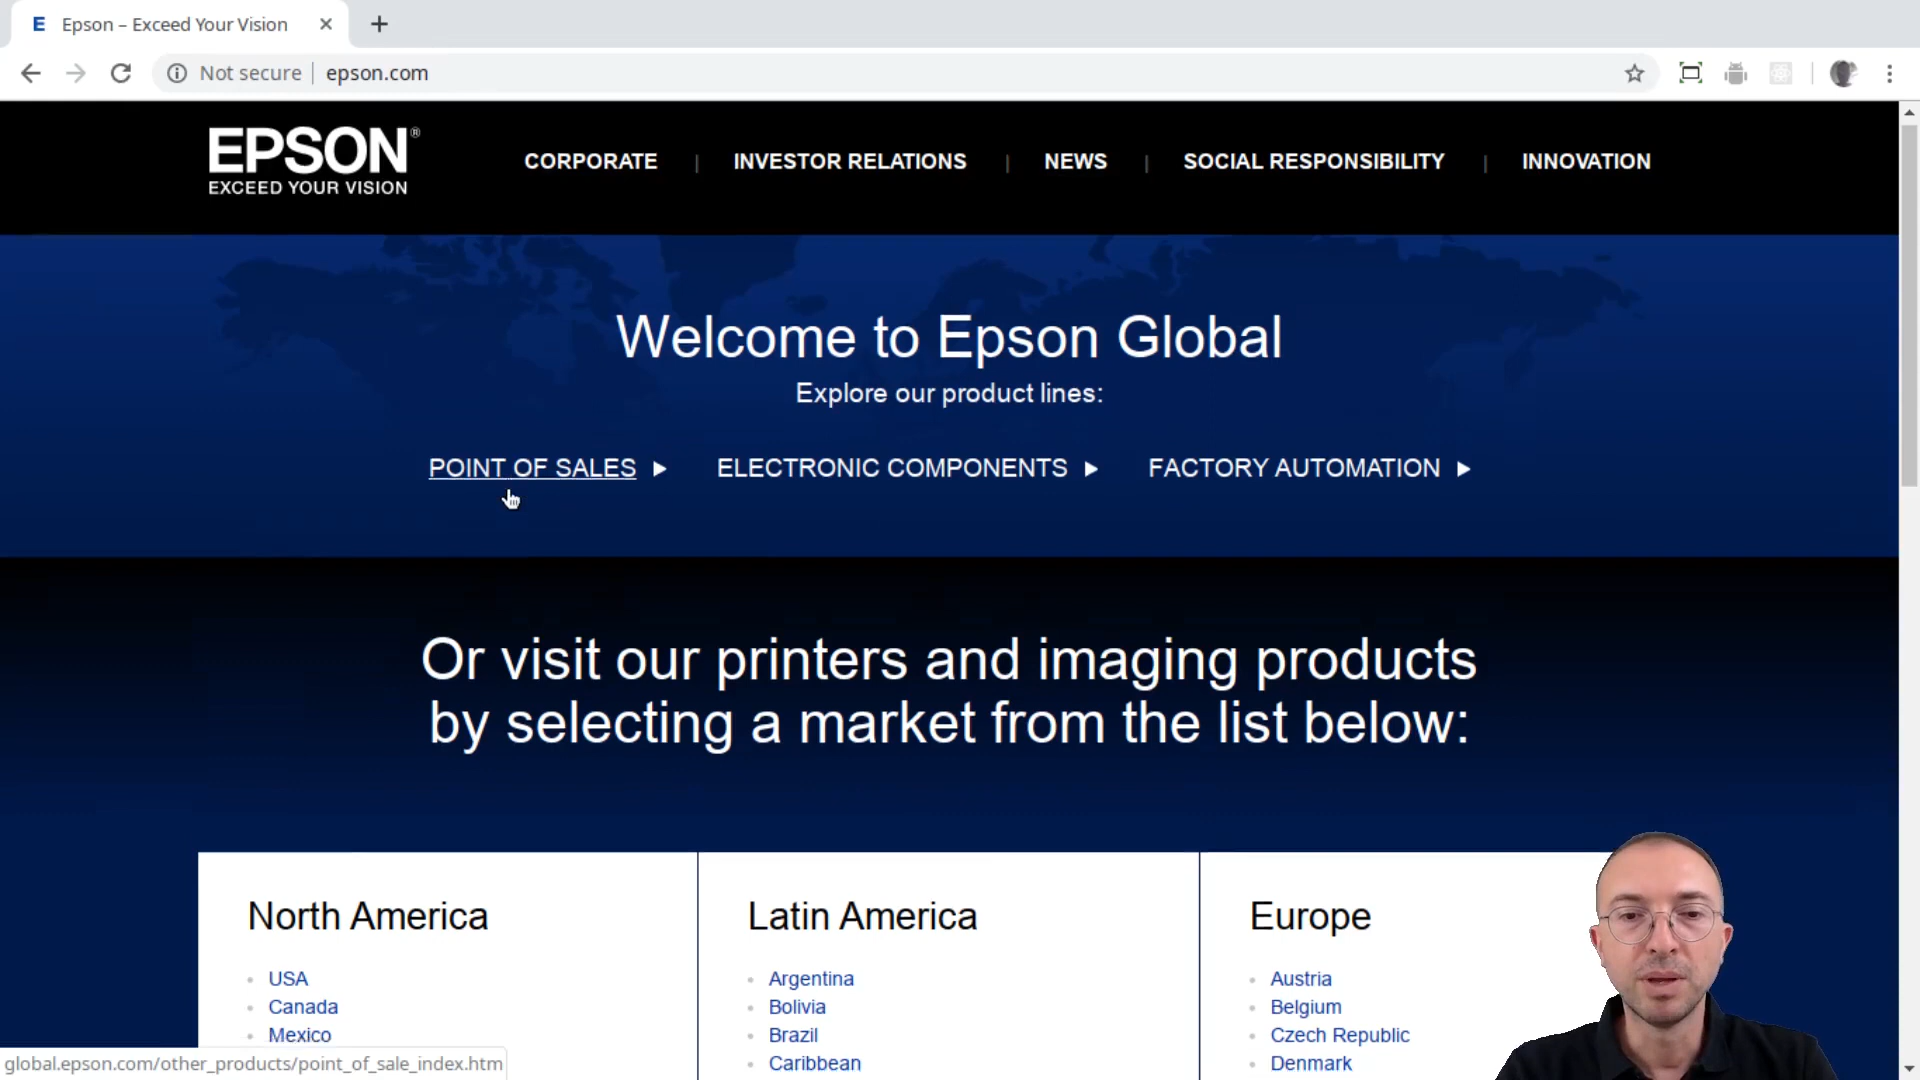 E Epson – Exceed Your Vision
Not secure epson.com
EPSON®
EXCEED YOUR VISION
CORPORATE | INVESTOR RELATIONS | NEWS | SOCIAL RESPONSIBILITY | INNOVATION
Welcome to Epson Global
Explore our product lines:
POINT OF SALES ELECTRONIC COMPONENTS FACTORY AUTOMATION
Or visit our printers and imaging products
by selecting a market from the list below:
North America
USA
Canada
Mexico
Latin America
Argentina
Bolivia
Brazil
Caribbean
Europe
Austria
Belgium
Czech Republic
Denmark
global.epson.com/other_products/point_of_sale_index.htm